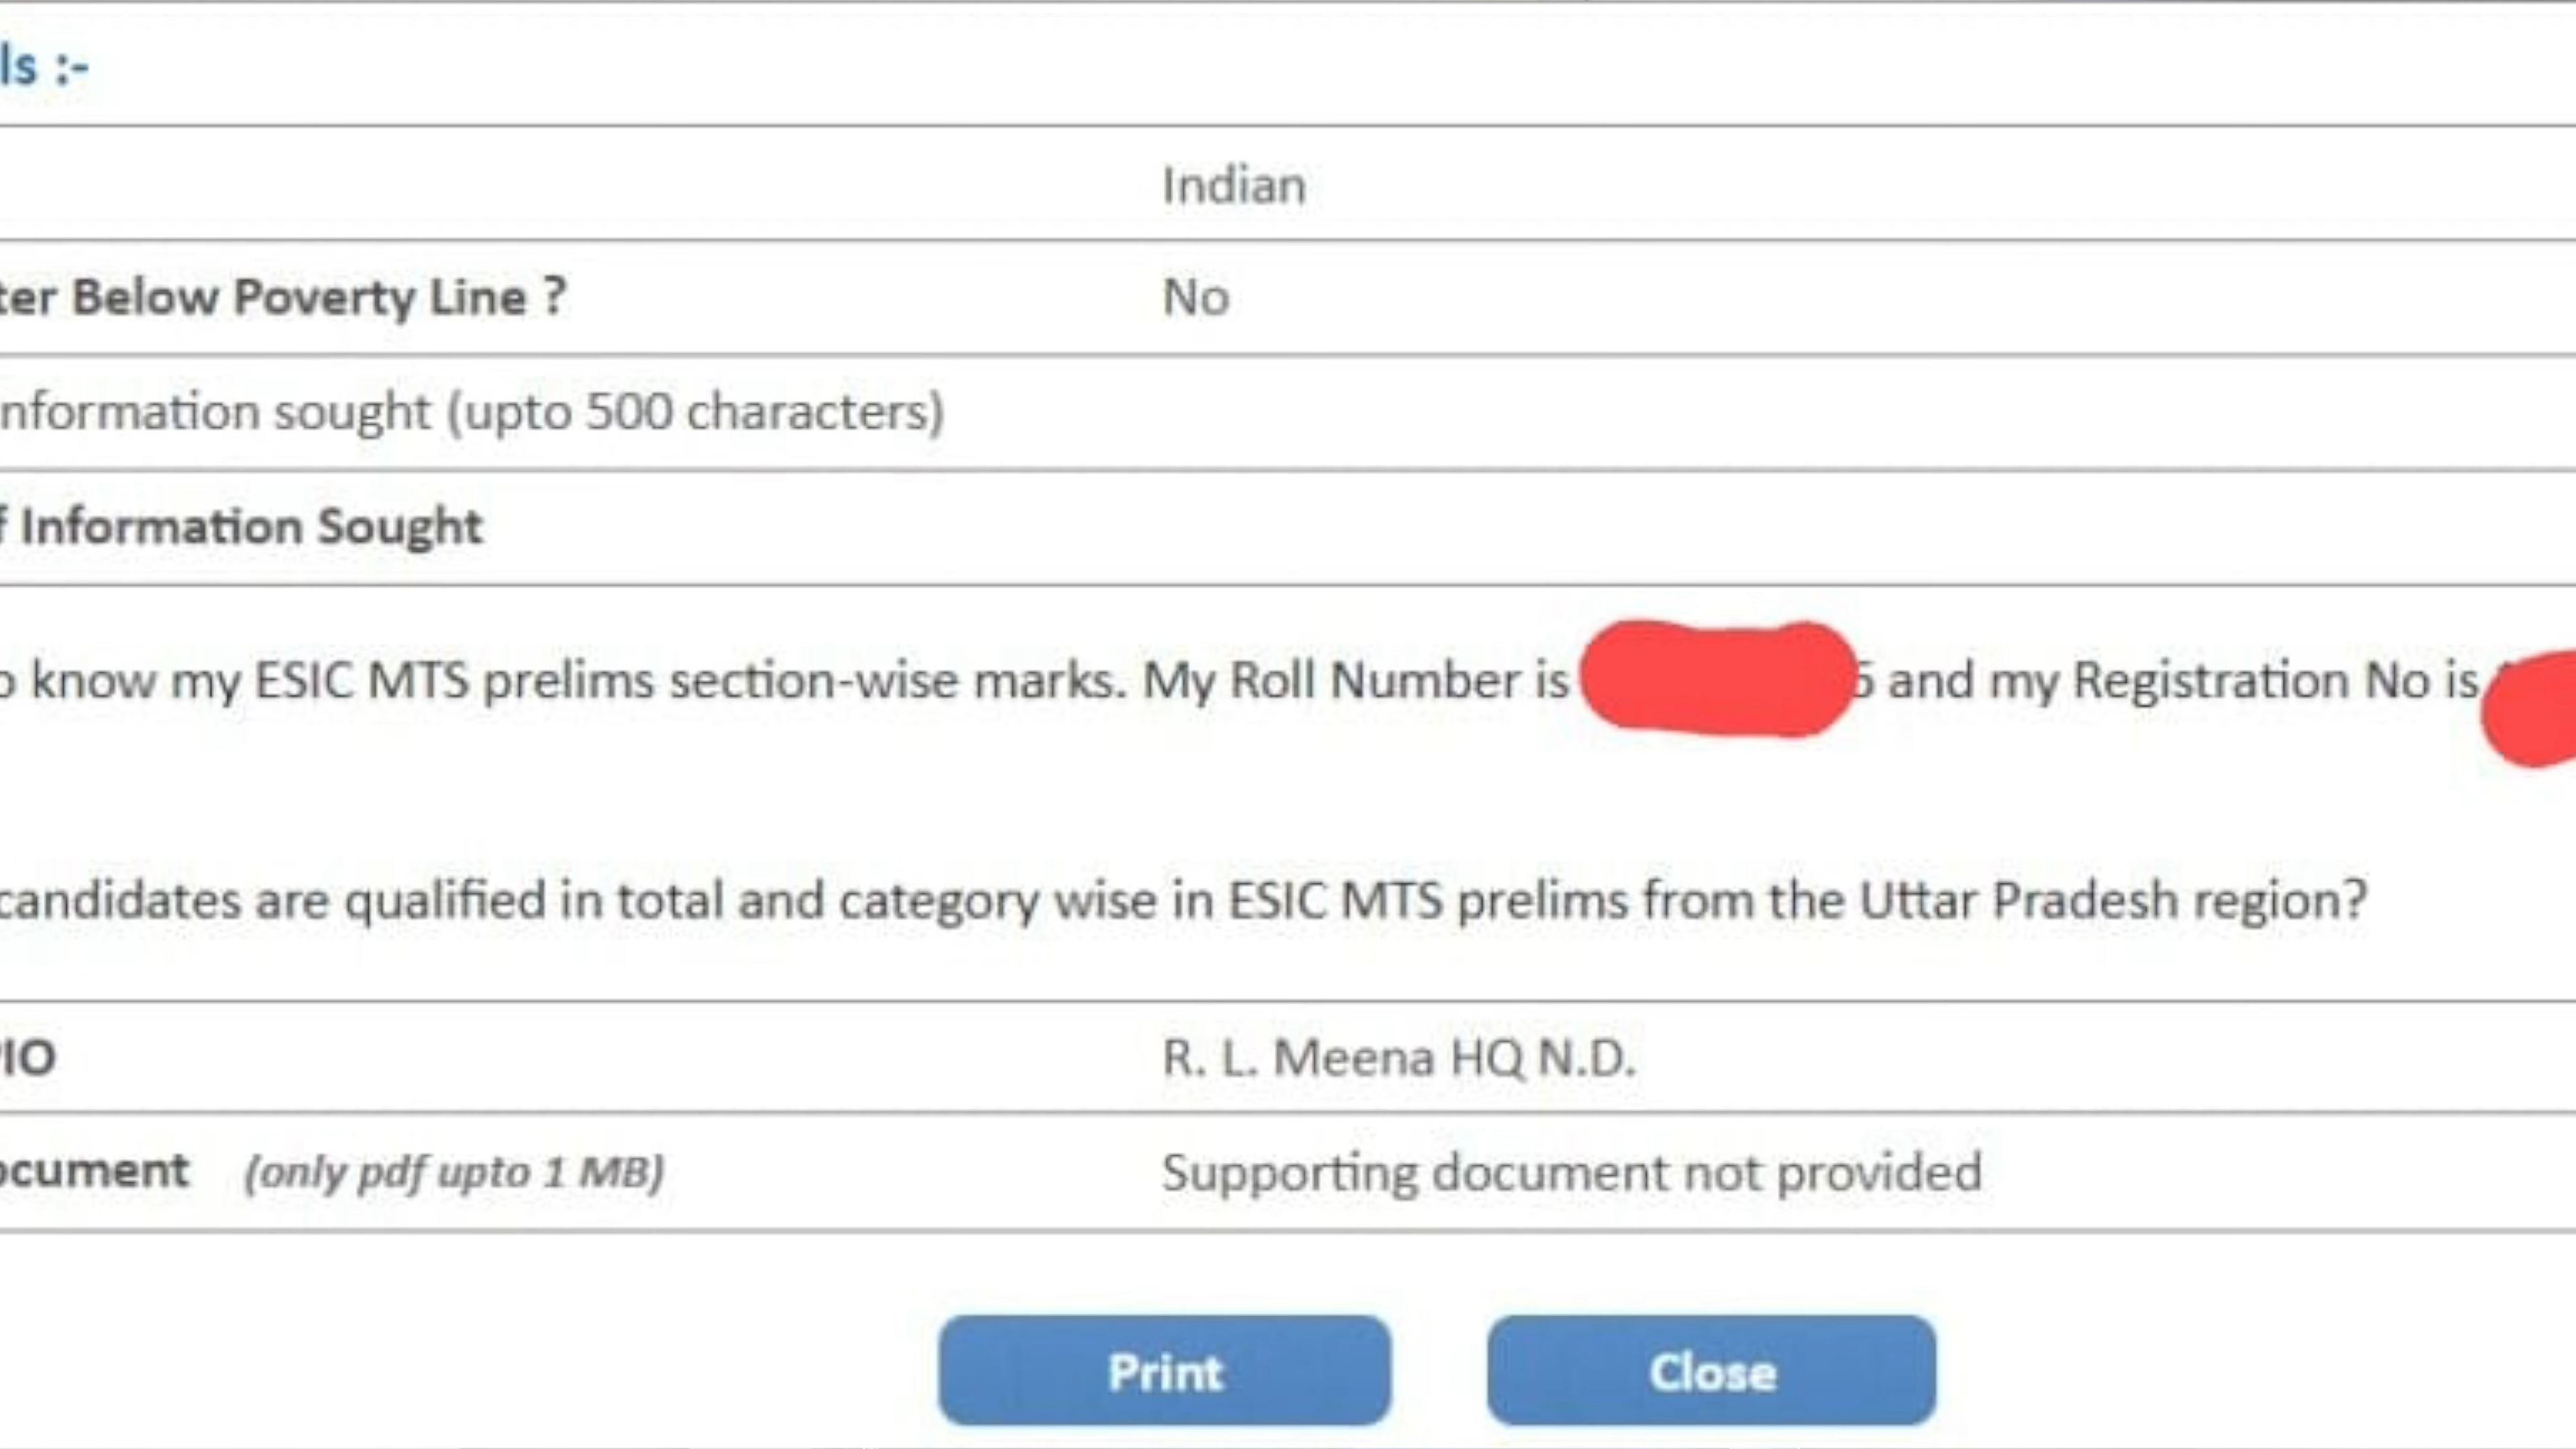 ls :-
Indian
ter Below Poverty Line ? No
nformation sought (upto 500 characters)
f Information Sought
o know my ESIC MTS prelims section-wise marks. My Roll Number is 5 and my Registration No is
candidates are qualified in total and category wise in ESIC MTS prelims from the Uttar Pradesh region?
PIO R. L. Meena HQ N.D.
ocument (only pdf upto 1 MB) Supporting document not provided
Print Close